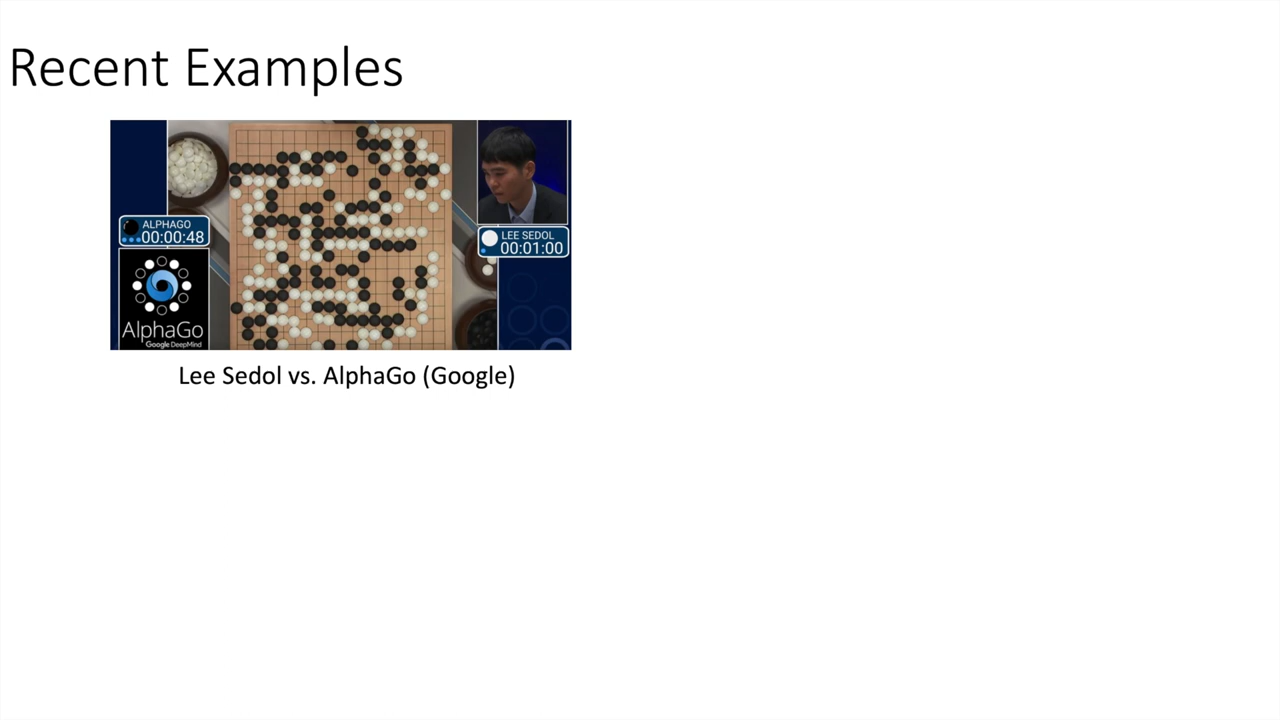 Recent Examples
ALPHAGO
00:00:48
LEE SEDOL
00:01:00
AlphaGo
Google DeepMind
Lee Sedol vs. AlphaGo (Google)